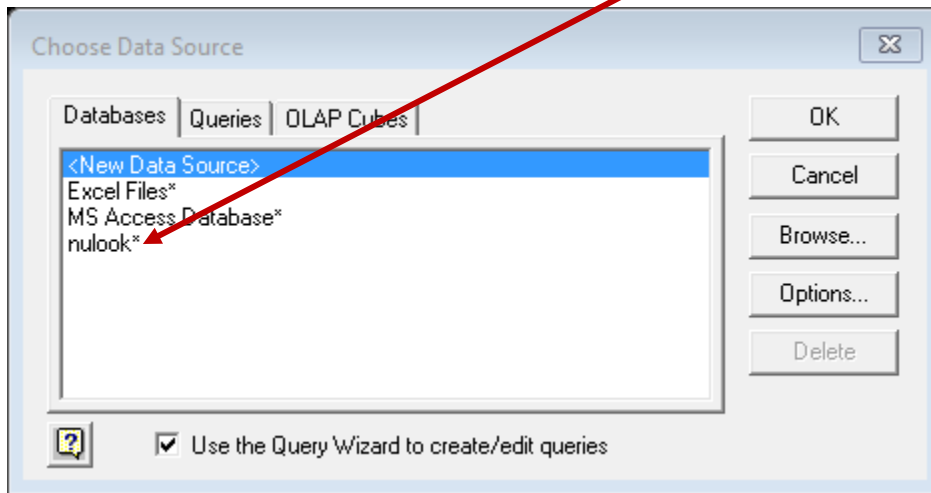 Choose Data Source
Databases Queries OLAP Cubes
<New Data Source>
Excel Files*
MS Access Database*
nulook*
OK
Cancel
Browse...
Options...
Delete
Use the Query Wizard to create/edit queries